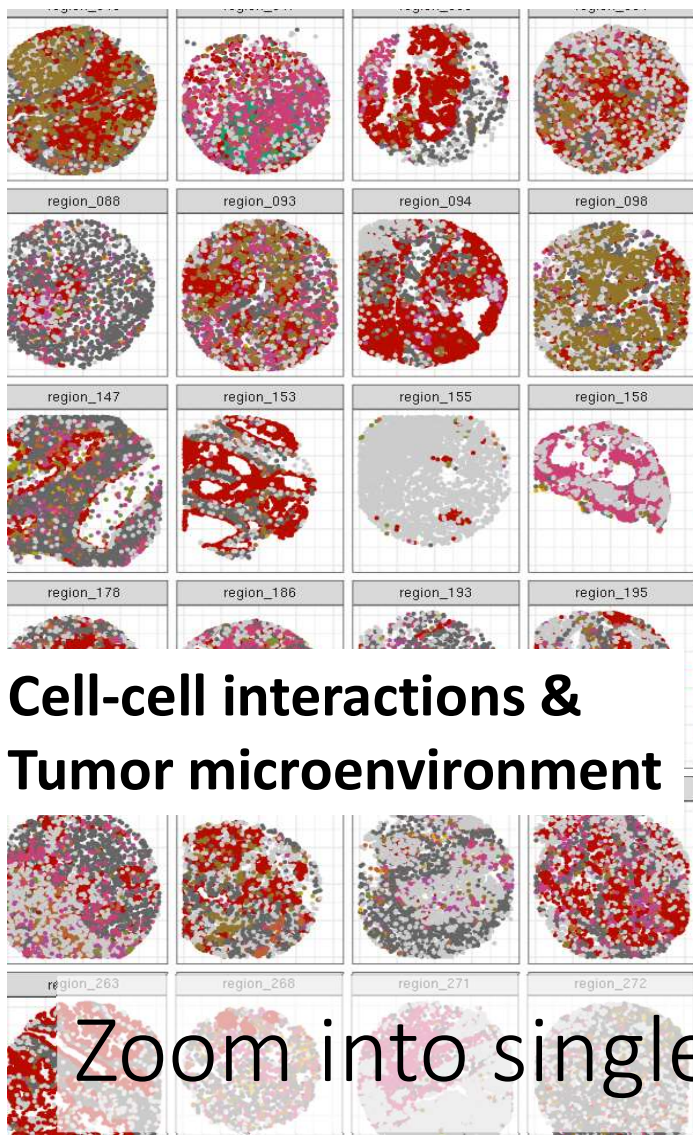 region_088 region_093 region_094 region_098
region_147 region_153 region_155 region_158
region_178 region_186 region_193 region_195
Cell-cell interactions &
Tumor microenvironment
region_263 region_268 region_271 region_272
Zoom into single